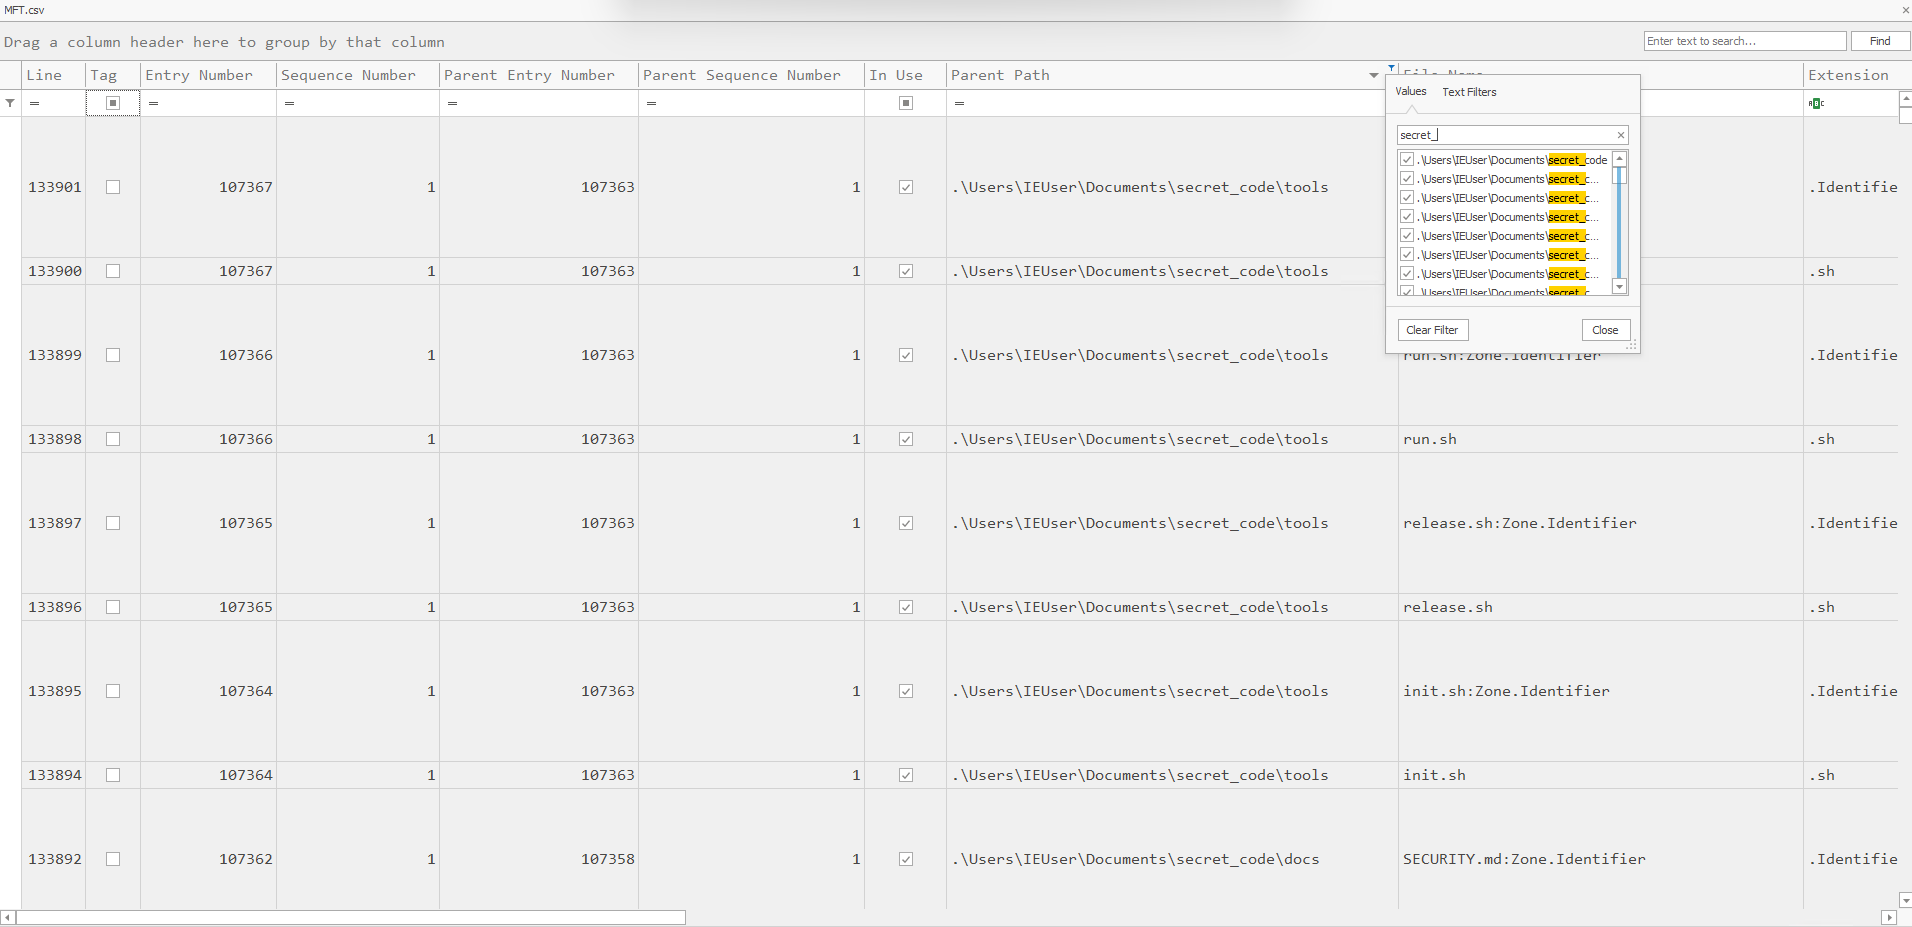 MFT.csv
Drag a column header here to group by that column
Enter text to search...
Find
Line Tag Entry Number Sequence Number Parent Entry Number Parent Sequence Number In Use Parent Path Extension
= = = = = =
Values Text Filters
secret_
.\Users\IEUser\Documents\secret_code
.\Users\IEUser\Documents\secret_c...
.\Users\IEUser\Documents\secret_c...
.\Users\IEUser\Documents\secret_c...
.\Users\IEUser\Documents\secret_c...
.\Users\IEUser\Documents\secret_c...
.\Users\IEUser\Documents\secret_c...
.\Users\IEUser\Documents\secret_c...
Clear Filter Close
133901 107367 1 107363 1 .\Users\IEUser\Documents\secret_code\tools .Identifie
133900 107367 1 107363 1 .\Users\IEUser\Documents\secret_code\tools .sh
133899 107366 1 107363 1 .\Users\IEUser\Documents\secret_code\tools run.sh:Zone.Identifier .Identifie
133898 107366 1 107363 1 .\Users\IEUser\Documents\secret_code\tools run.sh .sh
133897 107365 1 107363 1 .\Users\IEUser\Documents\secret_code\tools release.sh:Zone.Identifier .Identifie
133896 107365 1 107363 1 .\Users\IEUser\Documents\secret_code\tools release.sh .sh
133895 107364 1 107363 1 .\Users\IEUser\Documents\secret_code\tools init.sh:Zone.Identifier .Identifie
133894 107364 1 107363 1 .\Users\IEUser\Documents\secret_code\tools init.sh .sh
133892 107362 1 107358 1 .\Users\IEUser\Documents\secret_code\docs SECURITY.md:Zone.Identifier .Identifie